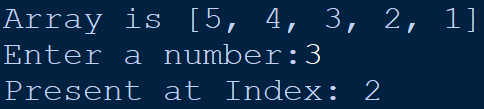 Array is [5, 4, 3, 2, 1]
Enter a number:3
Present at Index: 2